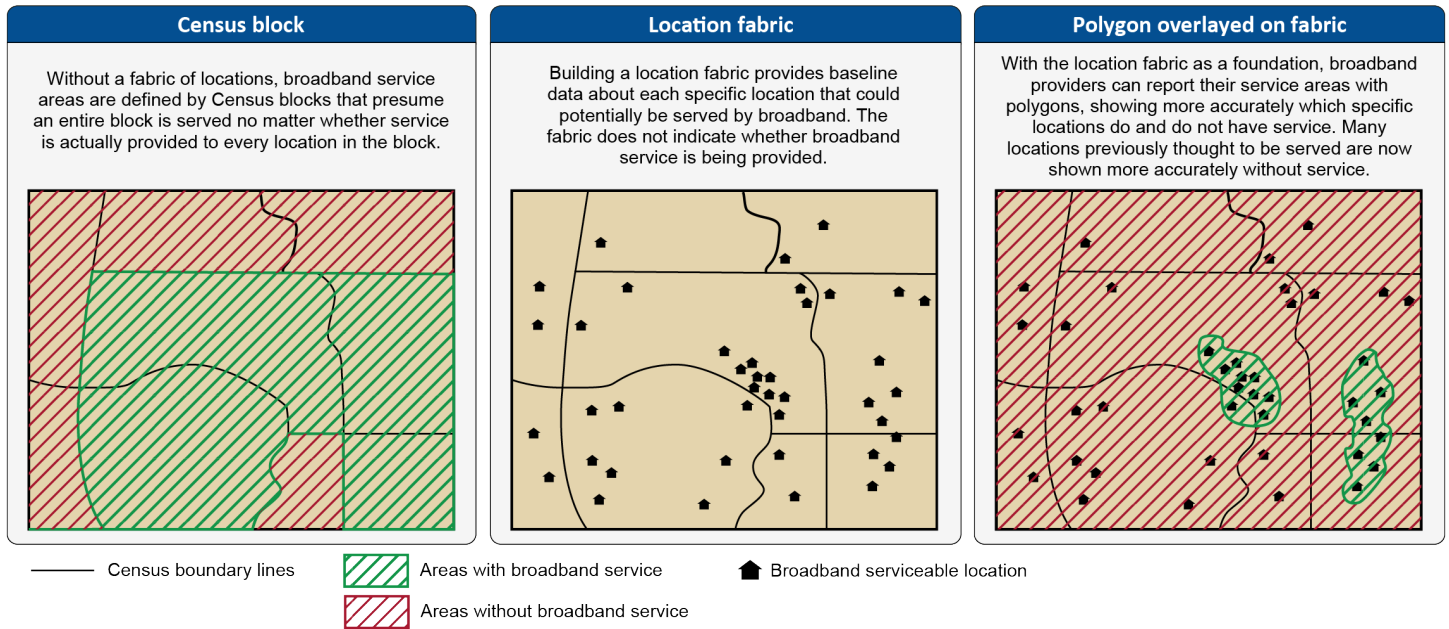 Census block
Without a fabric of locations, broadband service
areas are defined by Census blocks that presume
an entire block is served no matter whether service
is actually provided to every location in the block.
Location fabric
Building a location fabric provides baseline
data about each specific location that could
potentially be served by broadband. The
fabric does not indicate whether broadband
service is being provided.
Polygon overlayed on fabric
With the location fabric as a foundation, broadband
providers can report their service areas with
polygons, showing more accurately which specific
locations do and do not have service. Many
locations previously thought to be served are now
shown more accurately without service.
Census boundary lines
Areas with broadband service
Areas without broadband service
Broadband serviceable location